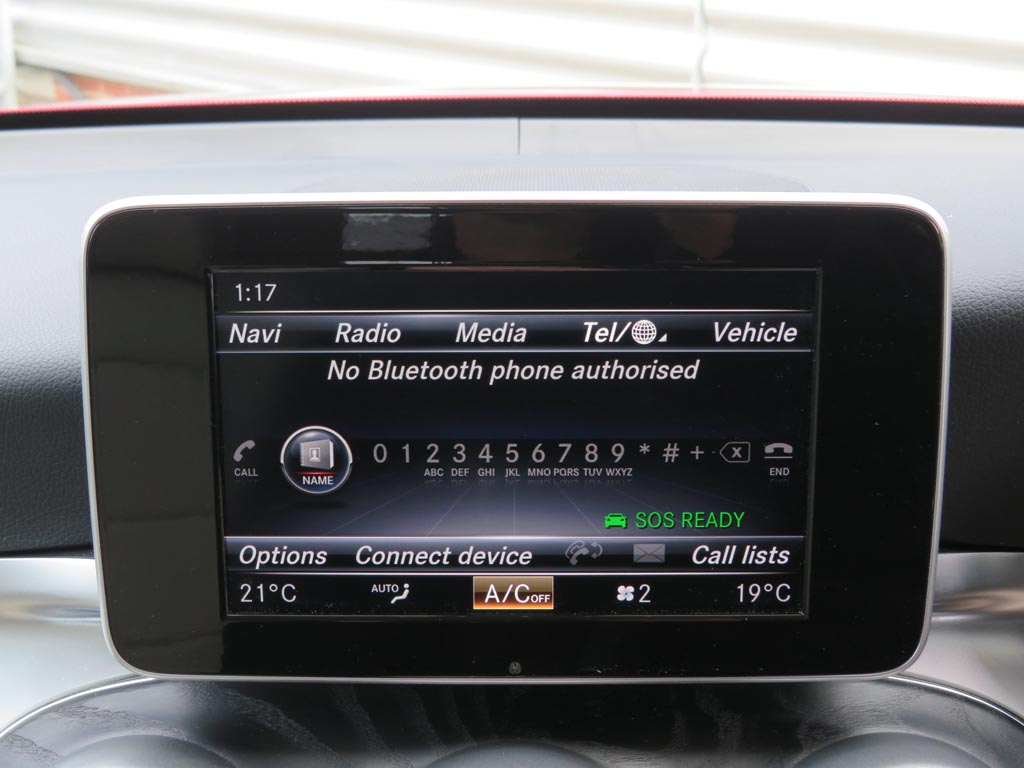 1:17
Navi Radio Media Tel/ Vehicle
No Bluetooth phone authorised
0 1 2 3 4 5 6 7 8 9 * # + X
CALL NAME ABC DEF GHI JKL MNO PQRS TUV WXYZ END
SOS READY
Options Connect device Call lists
21°C AUTO A/C OFF 2 19°C